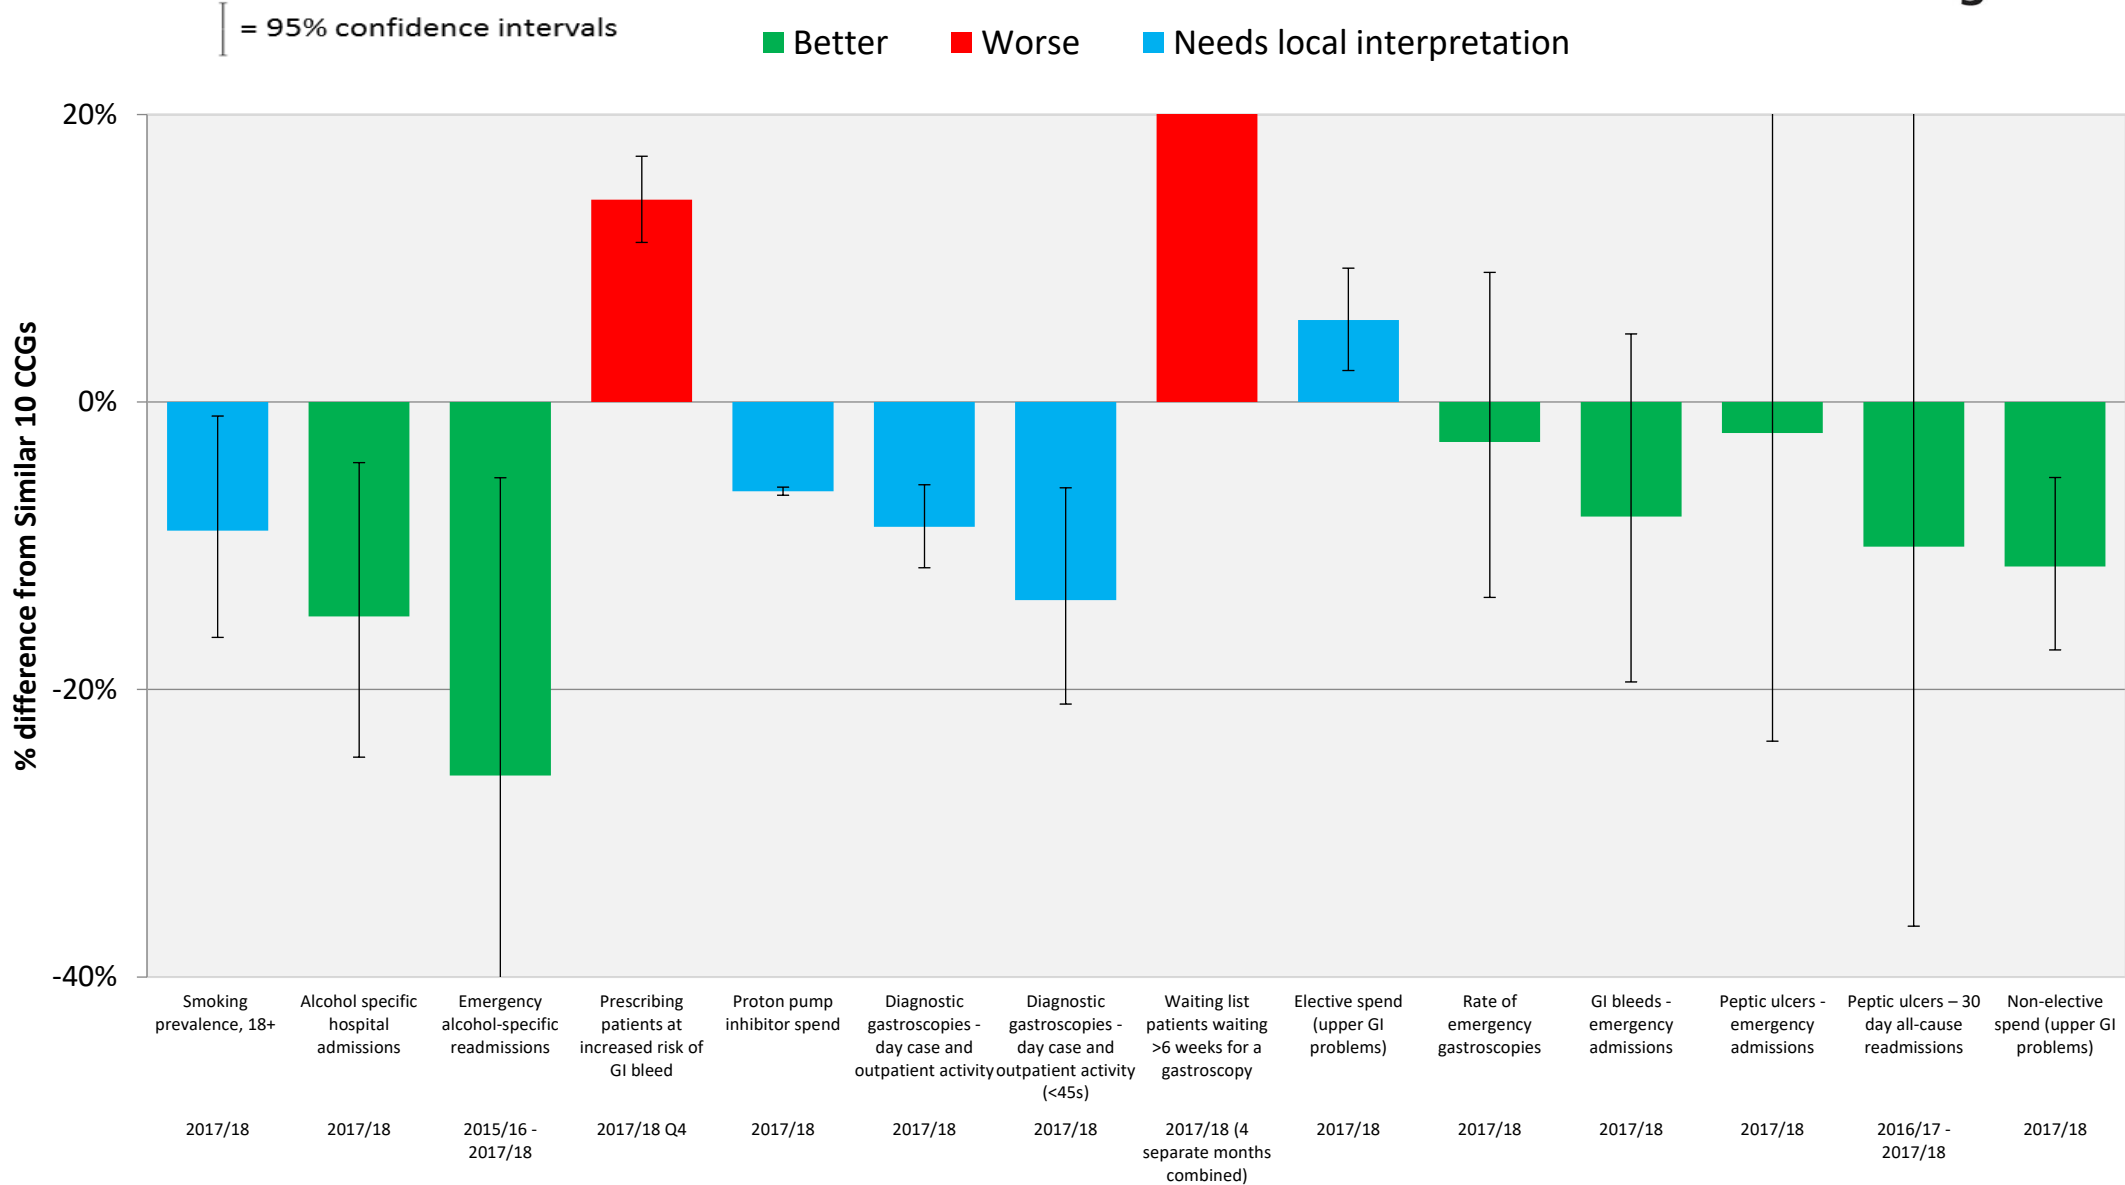 = 95% confidence intervals
Better
Worse
Needs local interpretation
% difference from Similar 10 CCGs
20%
0%
-20%
-40%
Smoking
prevalence, 18+
2017/18
Alcohol specific
hospital
admissions
2017/18
Emergency
alcohol-specific
readmissions
2015/16 -
2017/18
Prescribing
patients at
increased risk of
GI bleed
2017/18 Q4
Proton pump
inhibitor spend
2017/18
Diagnostic
gastroscopies -
day case and
outpatient activity
2017/18
Diagnostic
gastroscopies -
day case and
outpatient activity
(<45s)
2017/18
Waiting list
patients waiting
>6 weeks for a
gastroscopy
2017/18 (4
separate months
combined)
Elective spend
(upper GI
problems)
2017/18
Rate of
emergency
gastroscopies
2017/18
GI bleeds -
emergency
admissions
2017/18
Peptic ulcers -
emergency
admissions
2017/18
Peptic ulcers – 30
day all-cause
readmissions
2016/17 -
2017/18
Non-elective
spend (upper GI
problems)
2017/18